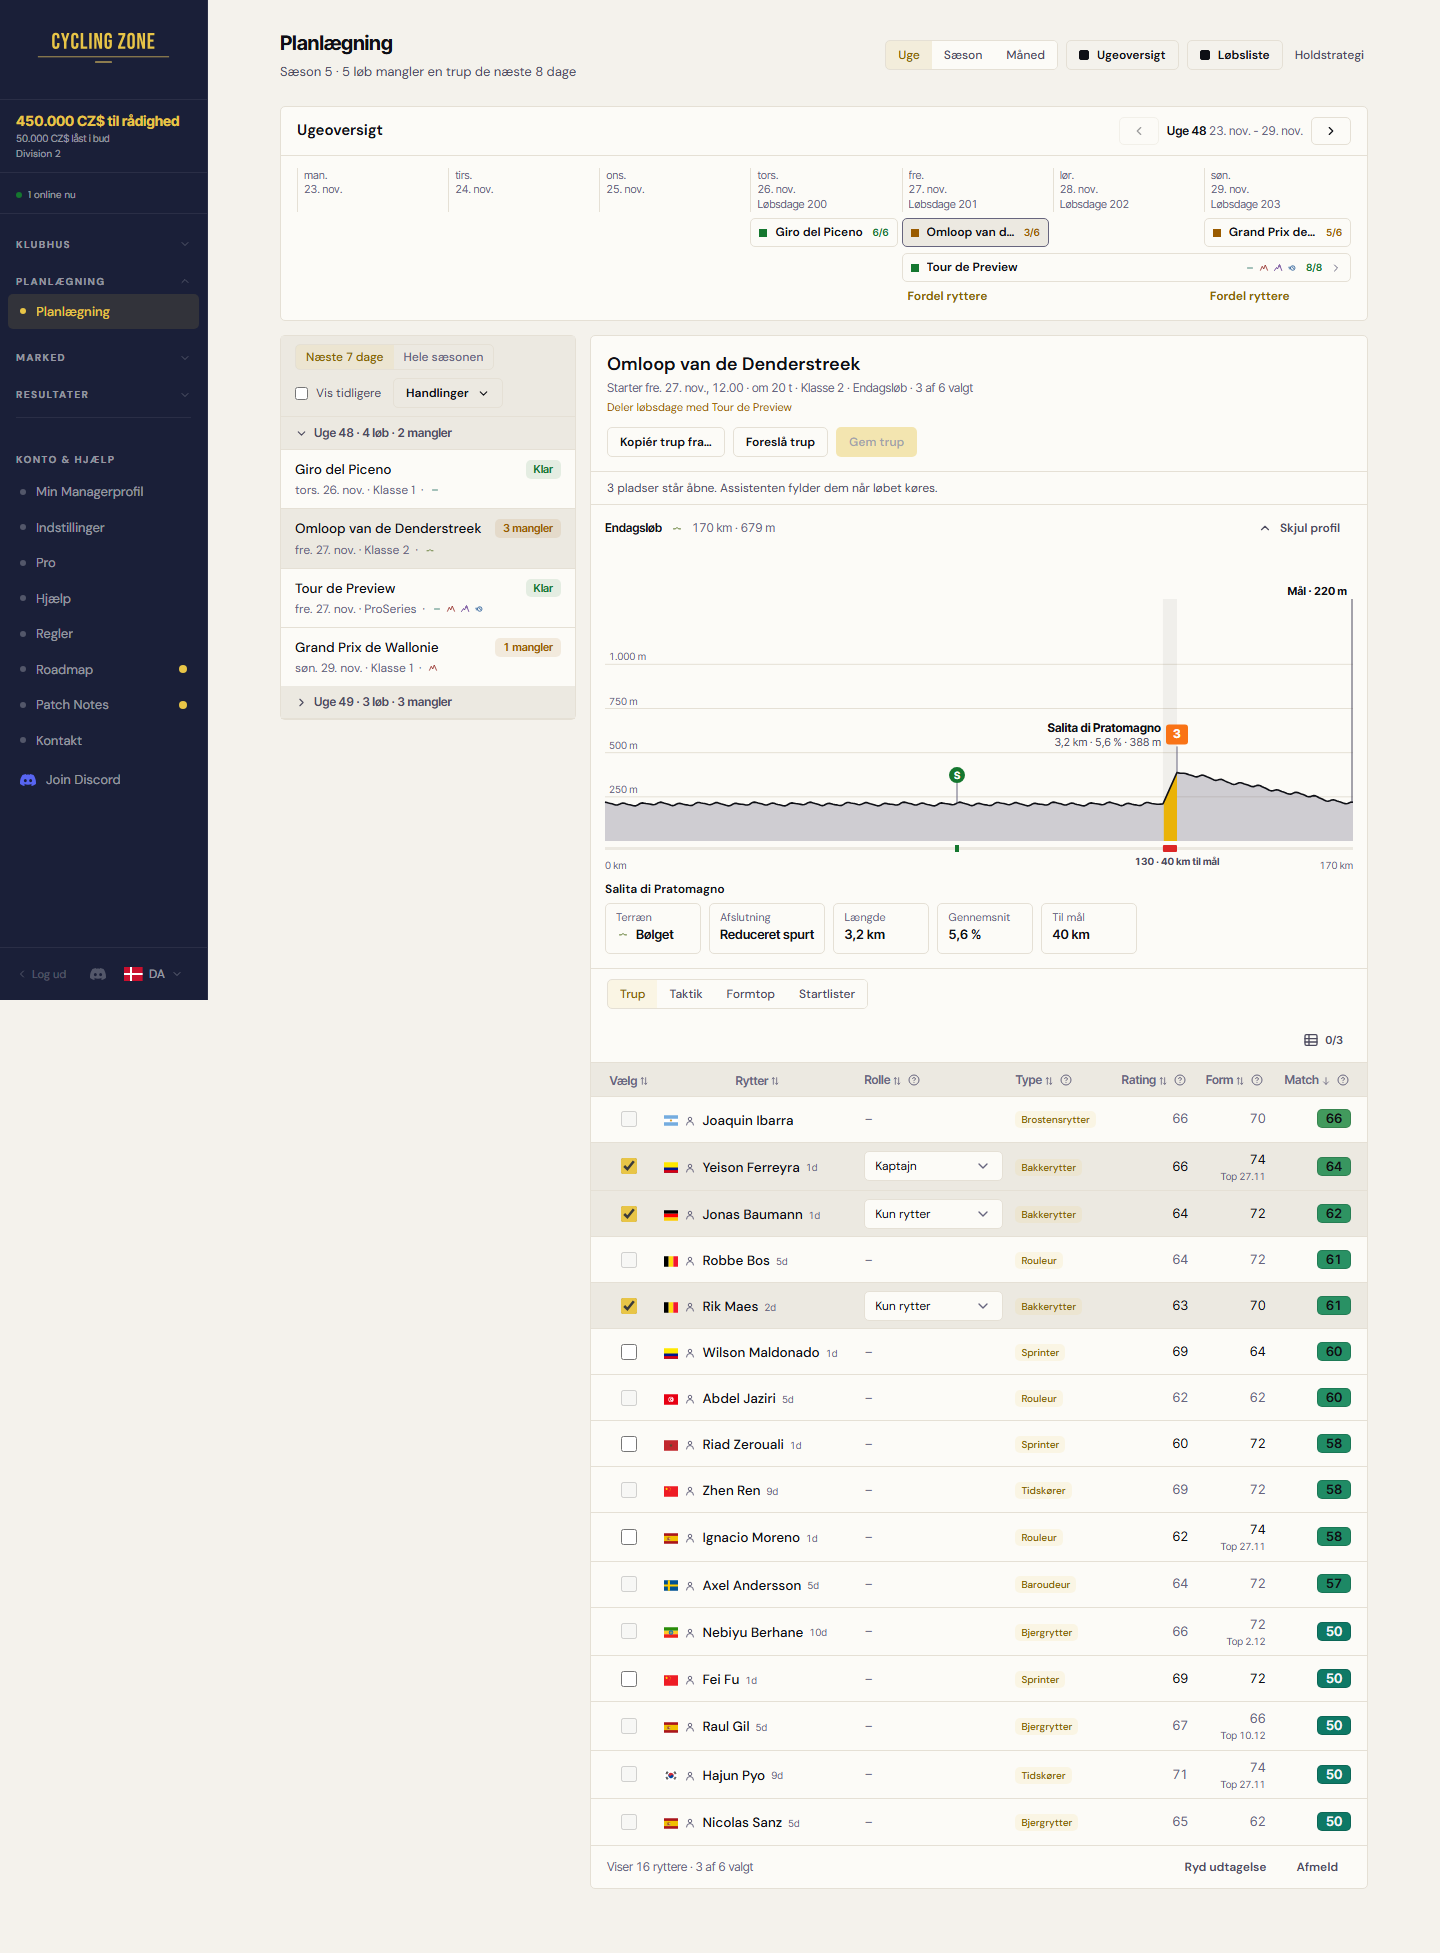 CYCLING ZONE
450.000 CZ$ til rådighed
50.000 CZ$ låst i bud
Division 2
1 online nu
KLUBHUS
PLANLÆGNING
Planlægning
MARKED
RESULTATER
KONTO & HJÆLP
Min Managerprofil
Indstillinger
Pro
Hjælp
Regler
Roadmap
Patch Notes
Kontakt
Join Discord
Log ud DA
Planlægning
Sæson 5 · 5 løb mangler en trup de næste 8 dage
Uge Sæson Måned Ugeoversigt Løbsliste Holdstrategi
Ugeoversigt
Uge 48 23. nov. - 29. nov.
man. tirs. ons. tors. fre. lør. søn.
23. nov. 24. nov. 25. nov. 26. nov. 27. nov. 28. nov. 29. nov.
Løbsdage 200 Løbsdage 201 Løbsdage 202 Løbsdage 203
Giro del Piceno 6/6 Omloop van d... 3/6 Grand Prix de... 5/6
Tour de Preview 8/8
Fordel ryttere Fordel ryttere
Næste 7 dage Hele sæsonen
Vis tidligere Handlinger
Uge 48 · 4 løb · 2 mangler
Giro del Piceno Klar
tors. 26. nov. · Klasse 1 ·
Omloop van de Denderstreek 3 mangler
fre. 27. nov. · Klasse 2 ·
Tour de Preview Klar
fre. 27. nov. · ProSeries ·
Grand Prix de Wallonie 1 mangler
søn. 29. nov. · Klasse 1 ·
Uge 49 · 3 løb · 3 mangler
Omloop van de Denderstreek
Starter fre. 27. nov., 12.00 · om 20 t · Klasse 2 · Endagsløb · 3 af 6 valgt
Deler løbsdage med Tour de Preview
Kopiér trup fra... Foreslå trup Gem trup
3 pladser står åbne. Assistenten fylder dem når løbet køres.
Endagsløb 170 km · 679 m Skjul profil
Mål · 220 m
1.000 m
750 m
500 m
250 m
Salita di Pratomagno 3
3,2 km · 5,6 % · 388 m
S
0 km 130 · 40 km til mål 170 km
Salita di Pratomagno
Terræn Afslutning Længde Gennemsnit Til mål
Bølget Reduceret spurt 3,2 km 5,6 % 40 km
Trup Taktik Formtop Startlister
0/3
Vælg Rytter Rolle Type Rating Form Match
Joaquin Ibarra – Brostensrytter 66 70 66
Yeison Ferreyra 1d Kaptajn Bakkerytter 66 74 Top 27.11 64
Jonas Baumann 1d Kun rytter Bakkerytter 64 72 62
Robbe Bos 5d – Rouleur 64 72 61
Rik Maes 2d Kun rytter Bakkerytter 63 70 61
Wilson Maldonado 1d – Sprinter 69 64 60
Abdel Jaziri 5d – Rouleur 62 62 60
Riad Zerouali 1d – Sprinter 60 72 58
Zhen Ren 9d – Tidskører 69 72 58
Ignacio Moreno 1d – Rouleur 62 74 Top 27.11 58
Axel Andersson 5d – Baroudeur 64 72 57
Nebiyu Berhane 10d – Bjergrytter 66 72 Top 2.12 50
Fei Fu 1d – Sprinter 69 72 50
Raul Gil 5d – Bjergrytter 67 66 Top 10.12 50
Hajun Pyo 9d – Tidskører 71 74 Top 27.11 50
Nicolas Sanz 5d – Bjergrytter 65 62 50
Viser 16 ryttere · 3 af 6 valgt Ryd udtagelse Afmeld